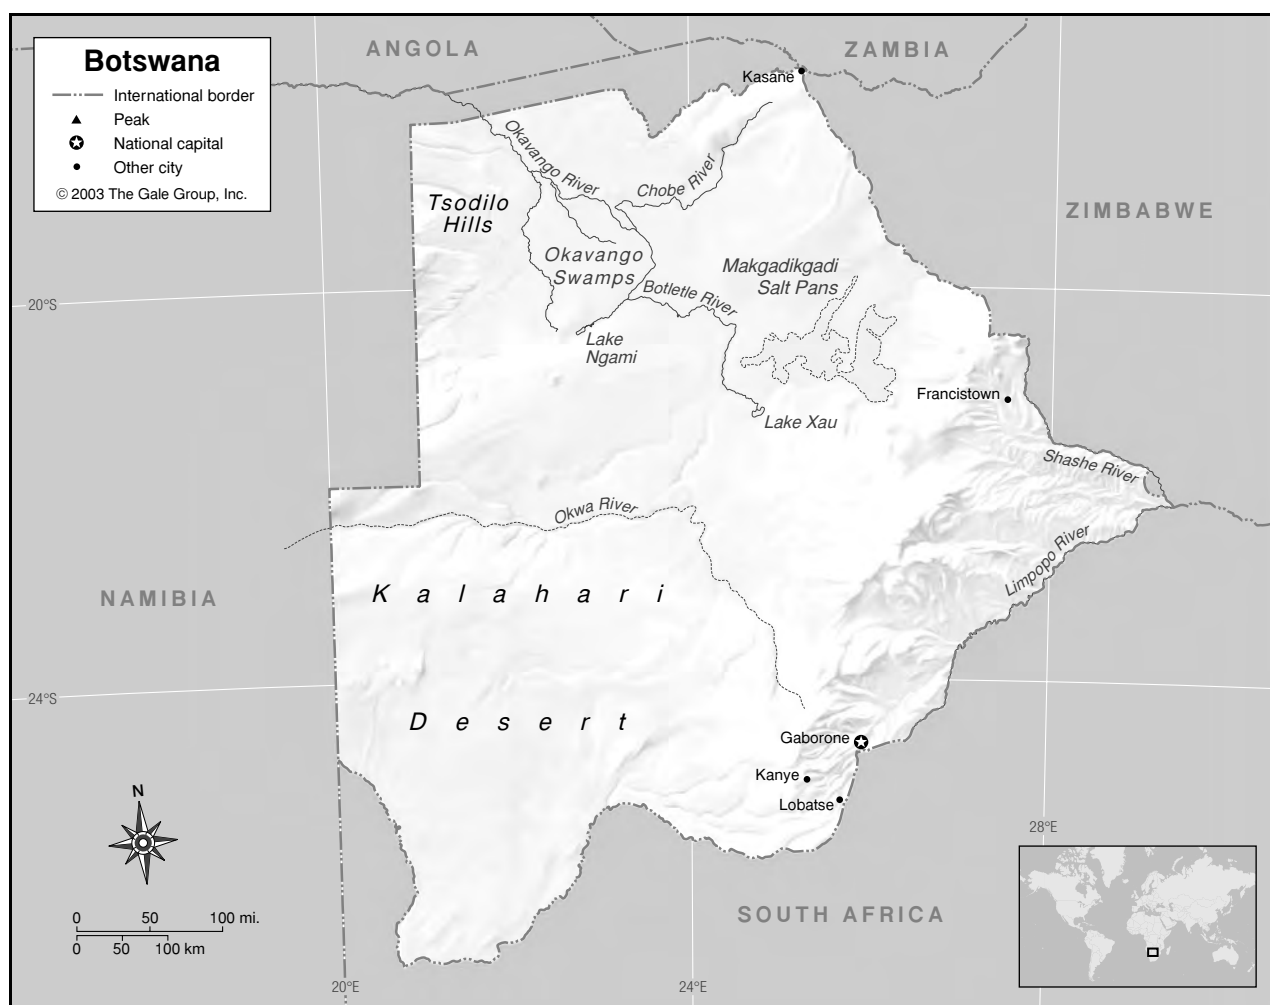 Botswana
International border
Peak
National capital
Other city
© 2003 The Gale Group, Inc.
ANGOLA
ZAMBIA
Kasane
Okavango River
Chobe River
Tsodilo
Hills
ZIMBABWE
Okavango
Swamps
Makgadikgadi
Salt Pans
Botletle River
20°S
Lake
Ngami
Francistown
Lake Xau
Shashe River
Okwa River
Limpopo River
NAMIBIA
Kalahari
Desert
24°S
Gaborone
Kanye
Lobatse
N
28°E
0 50 100 mi.
0 50 100 km
SOUTH AFRICA
20°E
24°E